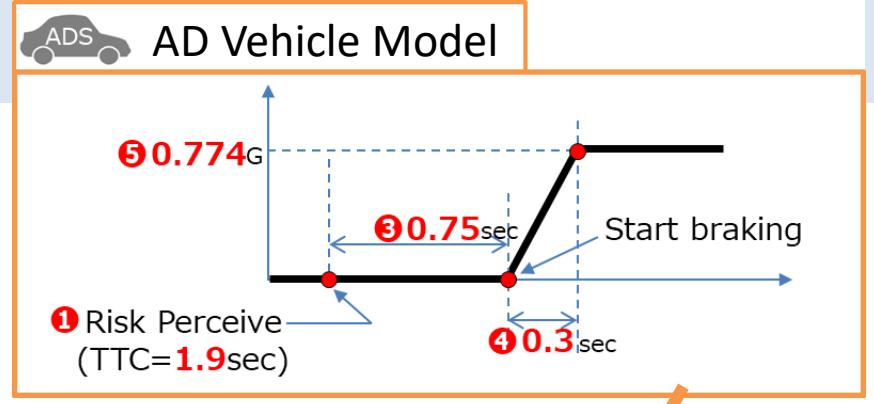 ADS AD Vehicle Model
❺0.774G
❸0.75sec
Start braking
❶Risk Perceive
(TTC=1.9sec)
❹0.3sec